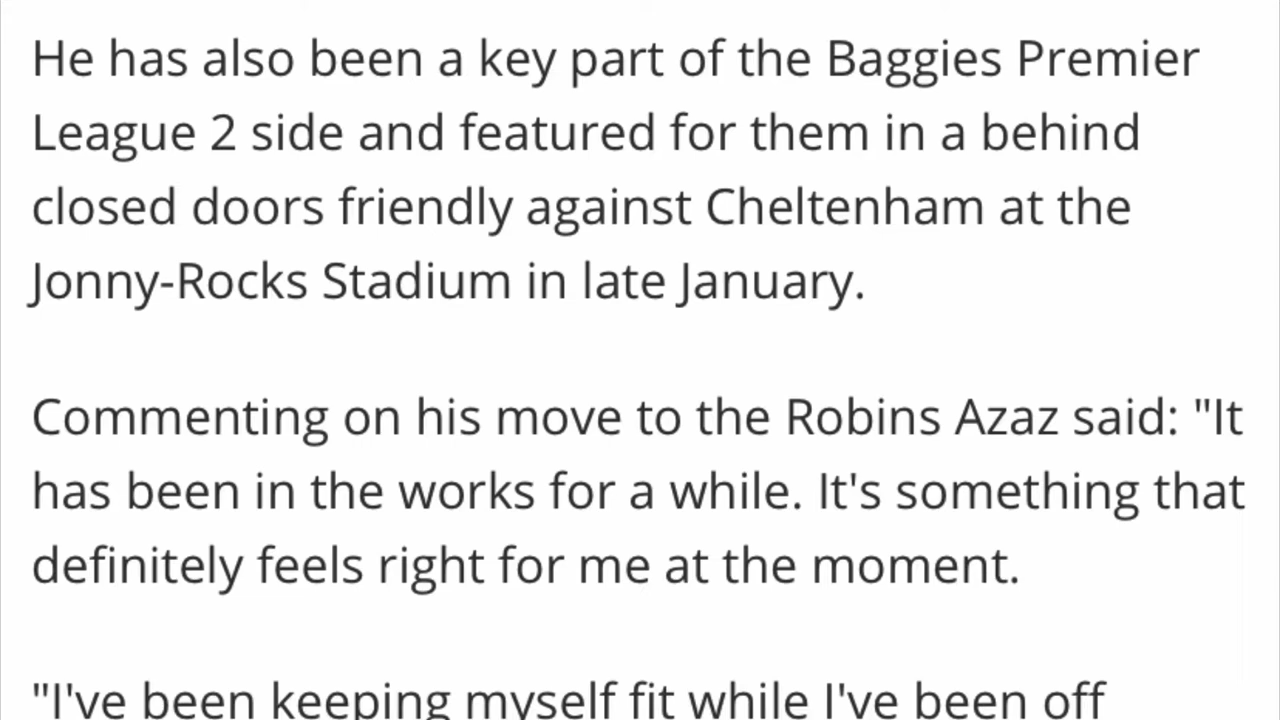 He has also been a key part of the Baggies Premier
League 2 side and featured for them in a behind
closed doors friendly against Cheltenham at the
Jonny-Rocks Stadium in late January.
Commenting on his move to the Robins Azaz said: "It
has been in the works for a while. It's something that
definitely feels right for me at the moment.
"I've been keeping myself fit while I've been off